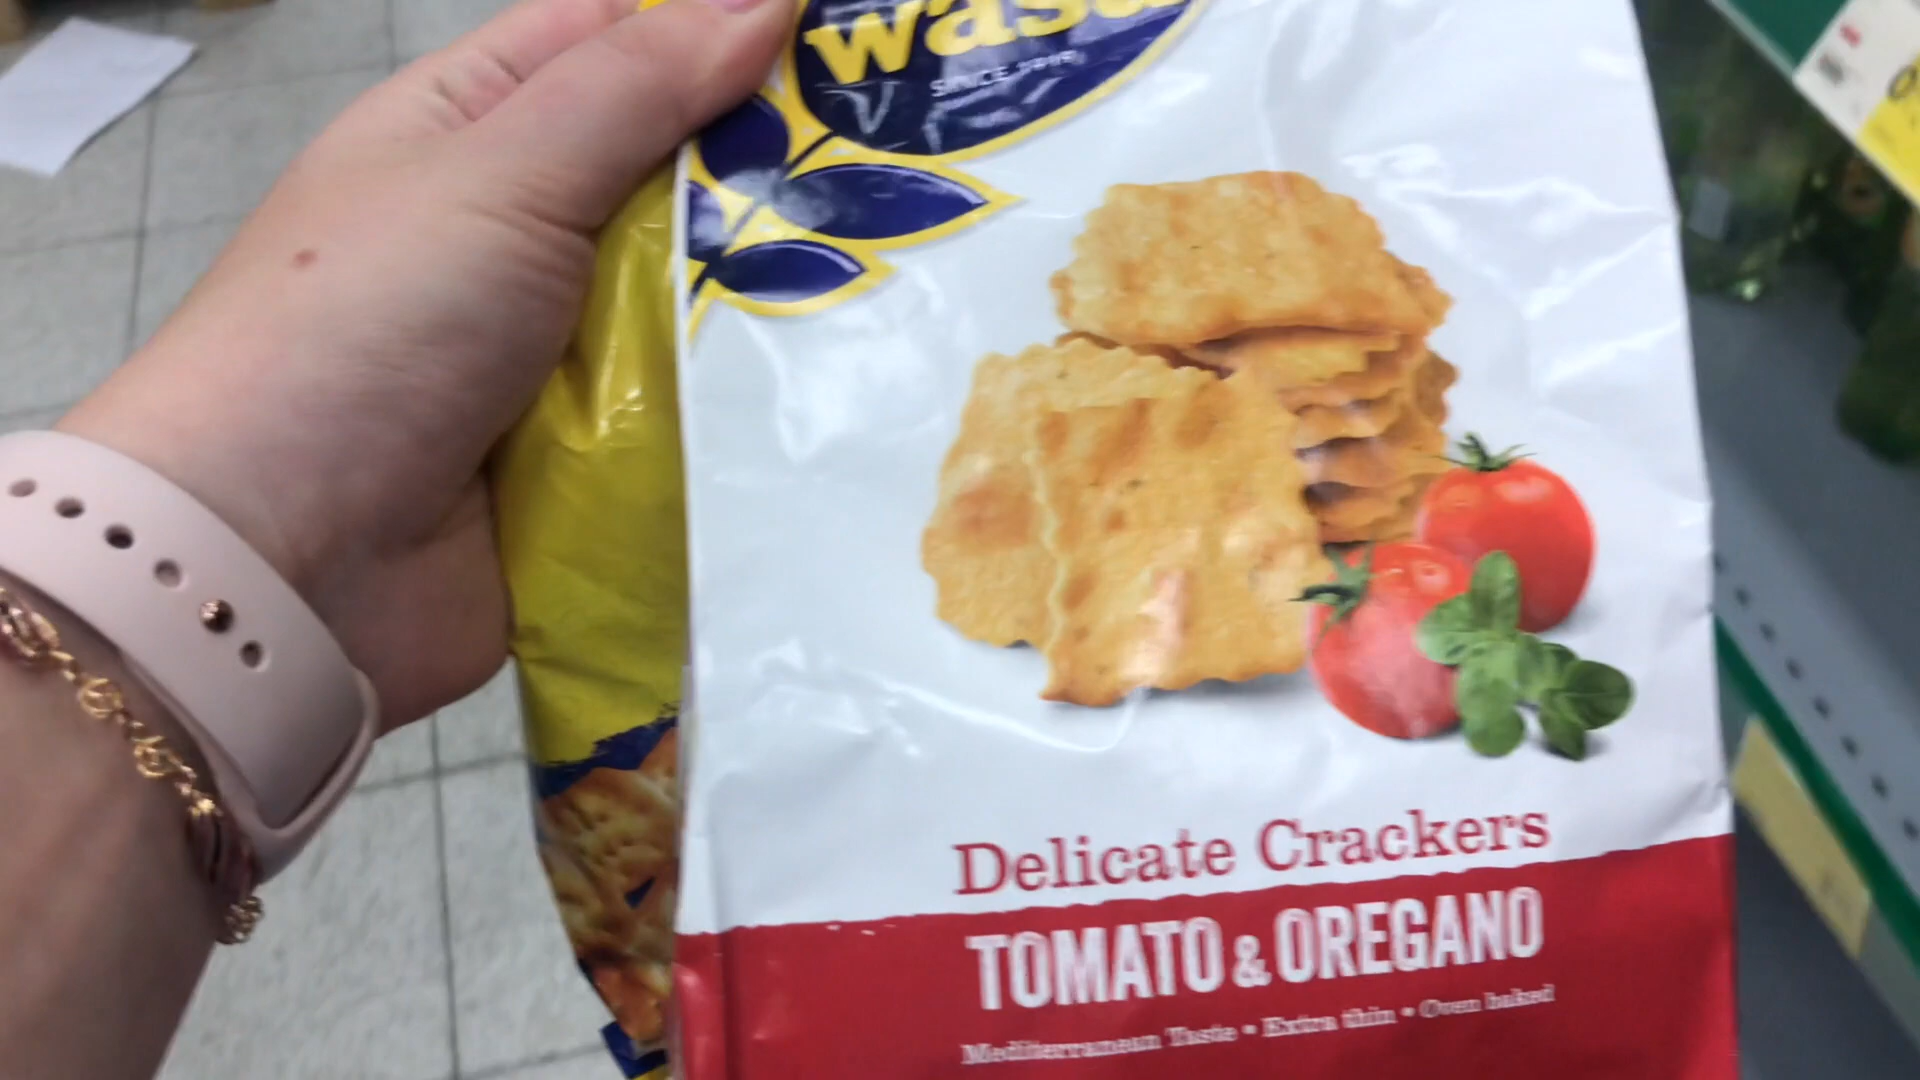 wasa
SINCE 1919
Delicate Crackers
TOMATO & OREGANO
Mediterranean Taste • Extra thin • Oven baked